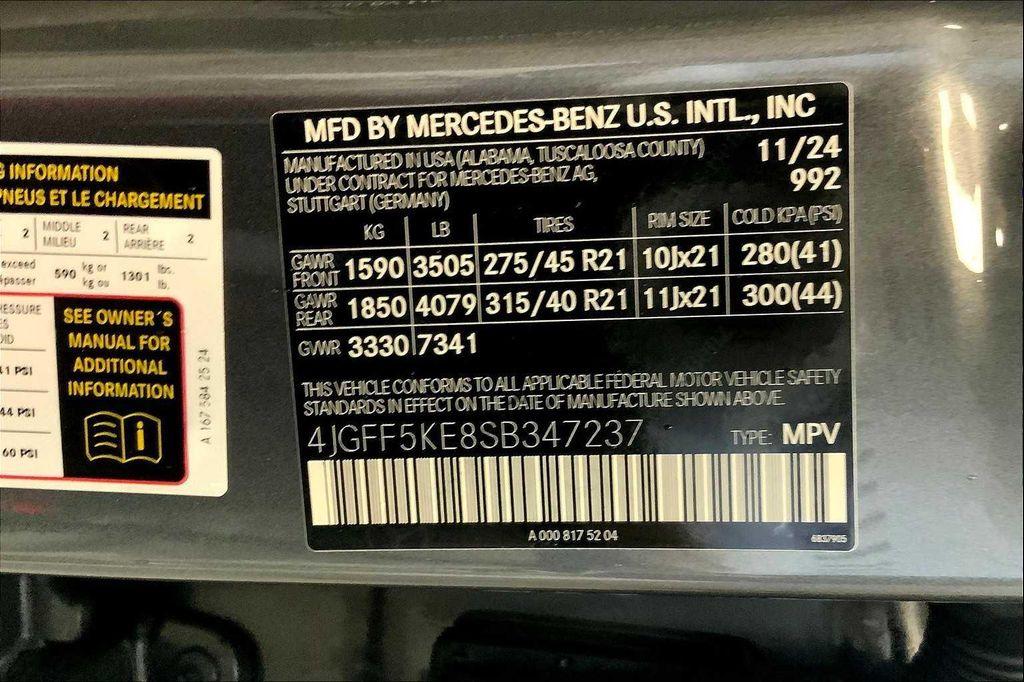 G INFORMATION
PNEUS ET LE CHARGEMENT
2 MIDDLE MILIEU 2 REAR ARRIÈRE 2
exceed
passer 590 kg or kg ou 1301 lbs. lb.
ESSURE
SEE OWNER´S
MANUAL FOR
ADDITIONAL
INFORMATION
1 PSI
44 PSI
60 PSI
A 167 584 25 24
MFD BY MERCEDES-BENZ U.S. INTL., INC
MANUFACTURED IN USA (ALABAMA, TUSCALOOSA COUNTY) 11/24
UNDER CONTRACT FOR MERCEDES-BENZ AG, 992
STUTTGART (GERMANY)
KG LB TIRES RIM SIZE COLD KPA(PSI)
GAWR FRONT 1590 3505 275/45 R21 10Jx21 280(41)
GAWR REAR 1850 4079 315/40 R21 11Jx21 300(44)
GVWR 3330 7341
THIS VEHICLE CONFORMS TO ALL APPLICABLE FEDERAL MOTOR VEHICLE SAFETY
STANDARDS IN EFFECT ON THE DATE OF MANUFACTURE SHOWN ABOVE.
4JGFF5KE8SB347237 TYPE: MPV
A 000 817 52 04
6837905